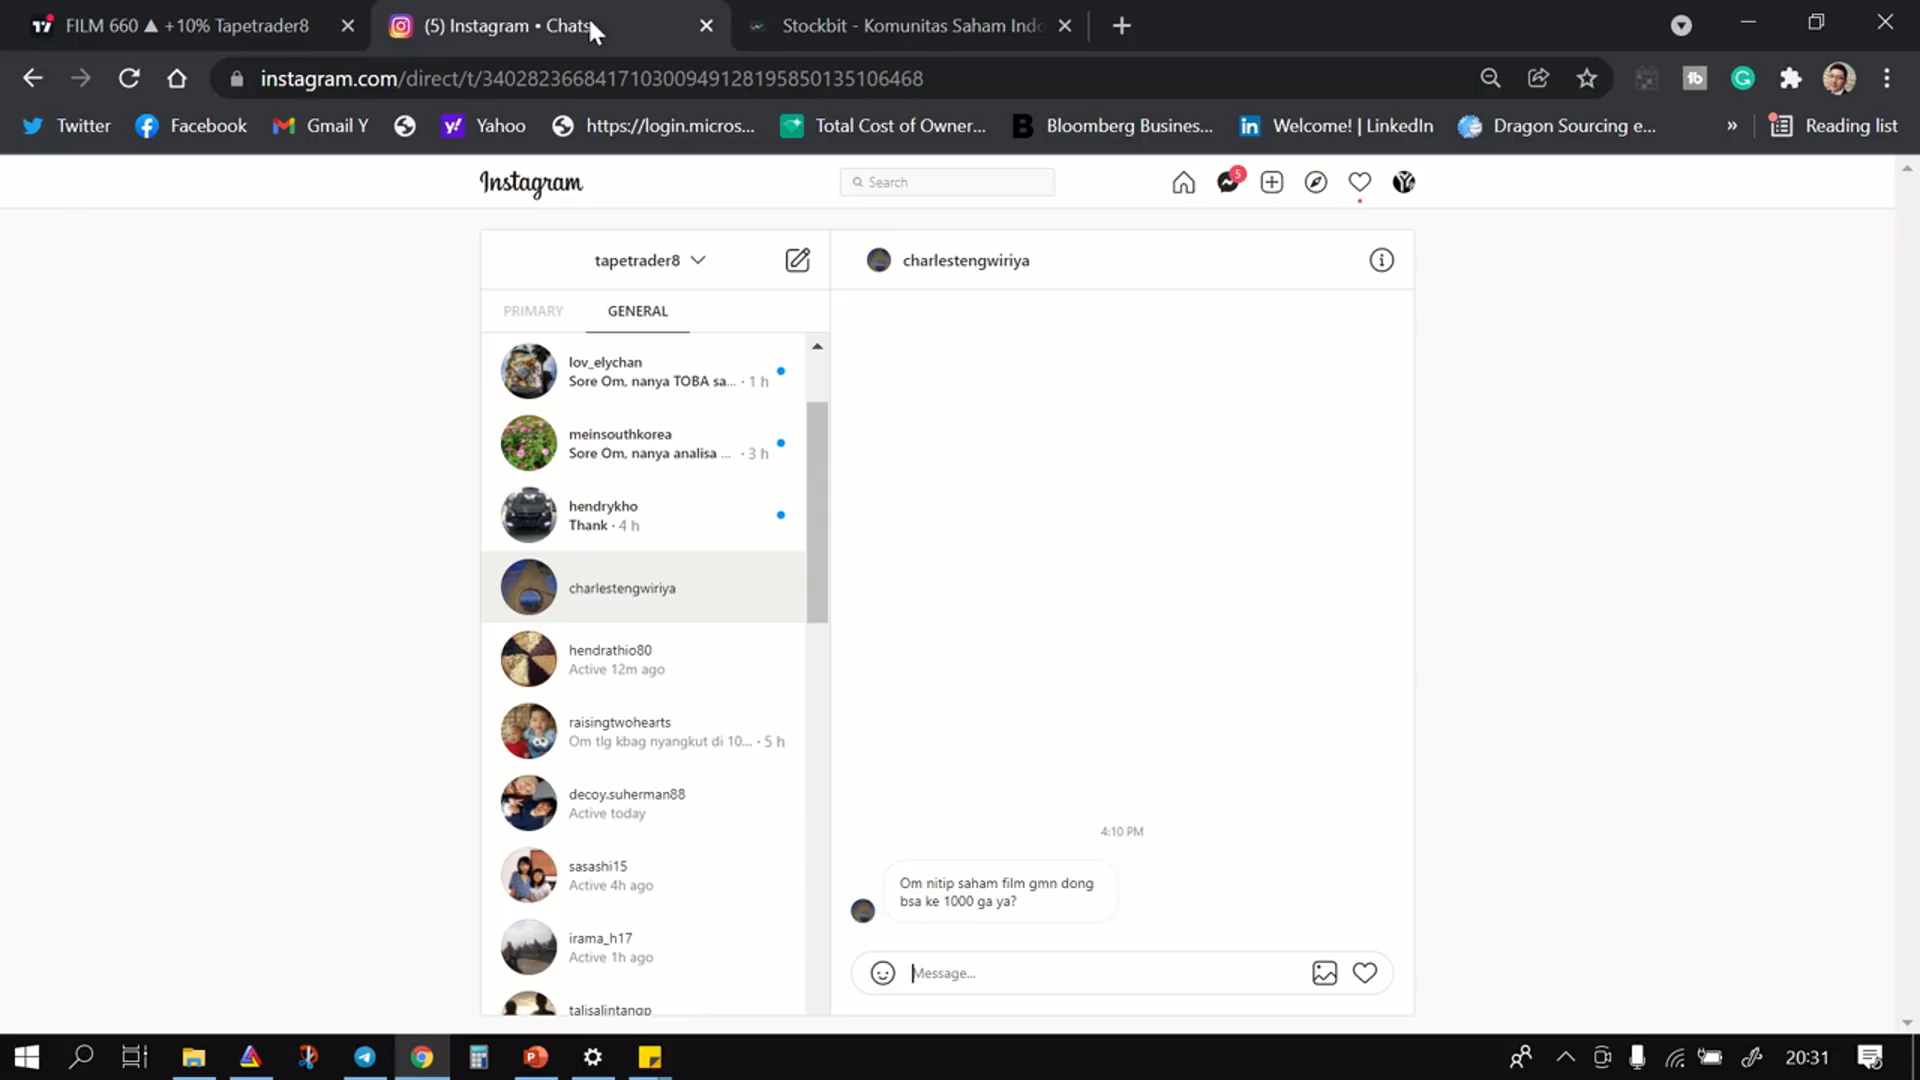 FILM 660 ▲ +10% Tapetrader8
(5) Instagram • Chats
Stockbit - Komunitas Saham Indo
instagram.com/direct/t/340282366841710300949128195850135106468
Twitter
Facebook
Gmail Y
Yahoo
https://login.micros...
Total Cost of Owner...
Bloomberg Business...
Welcome! | LinkedIn
Dragon Sourcing e...
»
Reading list
Instagram
Search
5
tapetrader8
charlestengwiriya
PRIMARY
GENERAL
lov_elychan
Sore Om, nanya TOBA sa... · 1 h
meinsouthkorea
Sore Om, nanya analisa ... · 3 h
hendrykho
Thank · 4 h
charlestengwiriya
hendrathio80
Active 12m ago
raisingtwohearts
Om tlg kbag nyangkut di 10... · 5 h
decoy.suherman88
Active today
sasashi15
Active 4h ago
irama_h17
Active 1h ago
talisalintangp
4:10 PM
Om nitip saham film gmn dong
bsa ke 1000 ga ya?
Message...
20:31